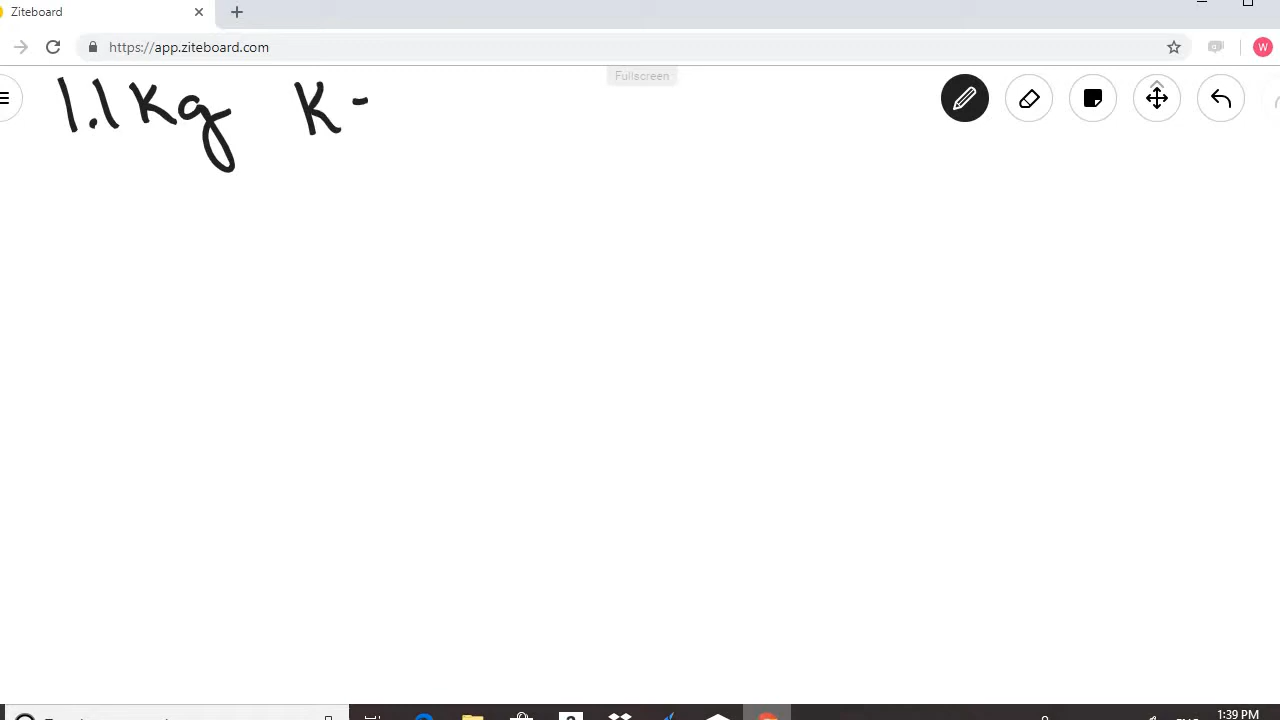 Ziteboard
https://app.ziteboard.com
W
Fullscreen
1.1 kg K -
1:39 PM